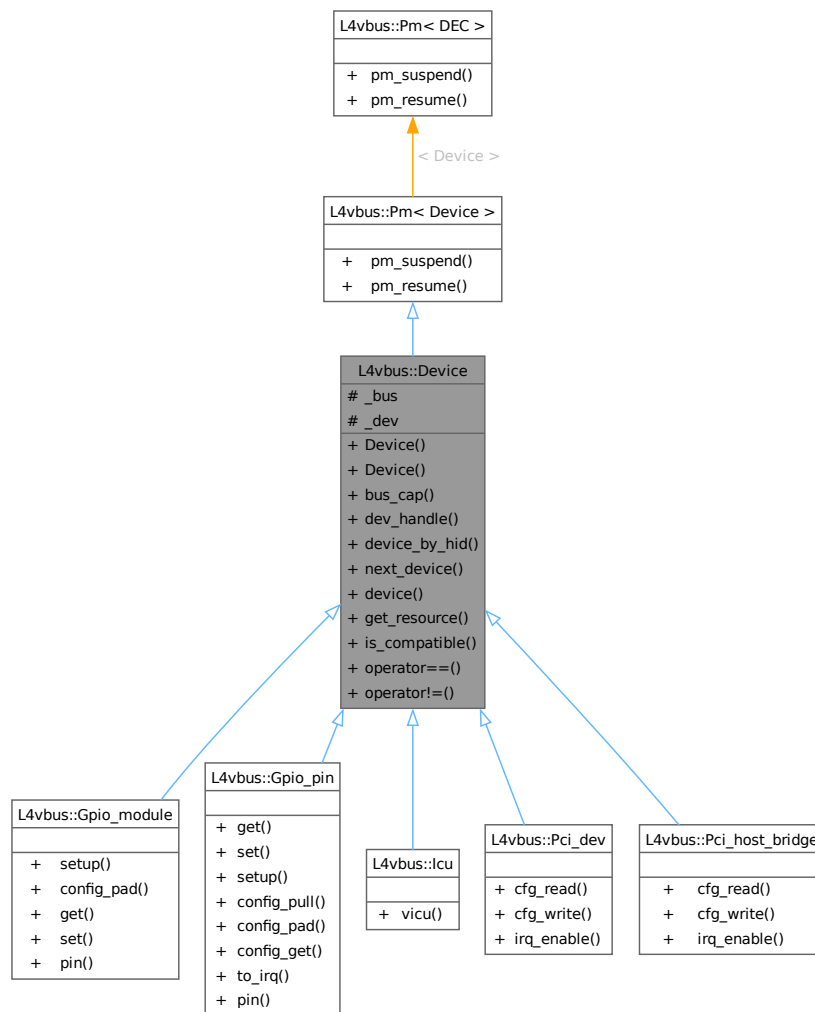 L4vbus::Pm< DEC >
+ pm_suspend()
+ pm_resume()
< Device >
L4vbus::Pm< Device >
+ pm_suspend()
+ pm_resume()
L4vbus::Device
# _bus
# _dev
+ Device()
+ Device()
+ bus_cap()
+ dev_handle()
+ device_by_hid()
+ next_device()
+ device()
+ get_resource()
+ is_compatible()
+ operator==()
+ operator!=()
L4vbus::Gpio_module
+ setup()
+ config_pad()
+ get()
+ set()
+ pin()
L4vbus::Gpio_pin
+ get()
+ set()
+ setup()
+ config_pull()
+ config_pad()
+ config_get()
+ to_irq()
+ pin()
L4vbus::Icu
+ vicu()
L4vbus::Pci_dev
+ cfg_read()
+ cfg_write()
+ irq_enable()
L4vbus::Pci_host_bridge
+ cfg_read()
+ cfg_write()
+ irq_enable()